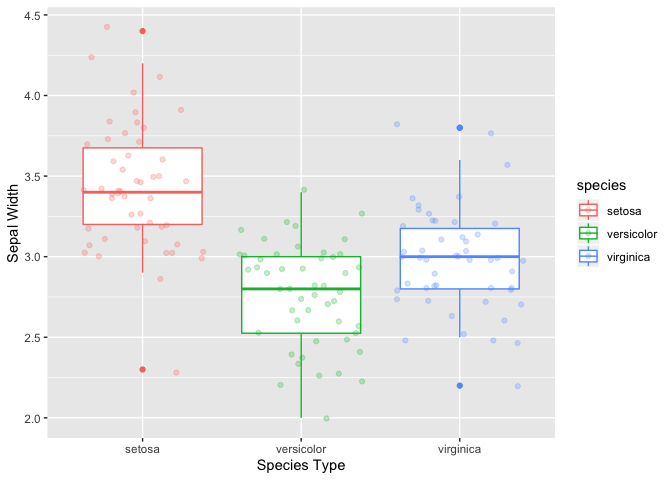 4.5
4.0
3.5
3.0
2.5
2.0
Sepal Width
setosa
versicolor
virginica
Species Type
species
setosa
versicolor
virginica